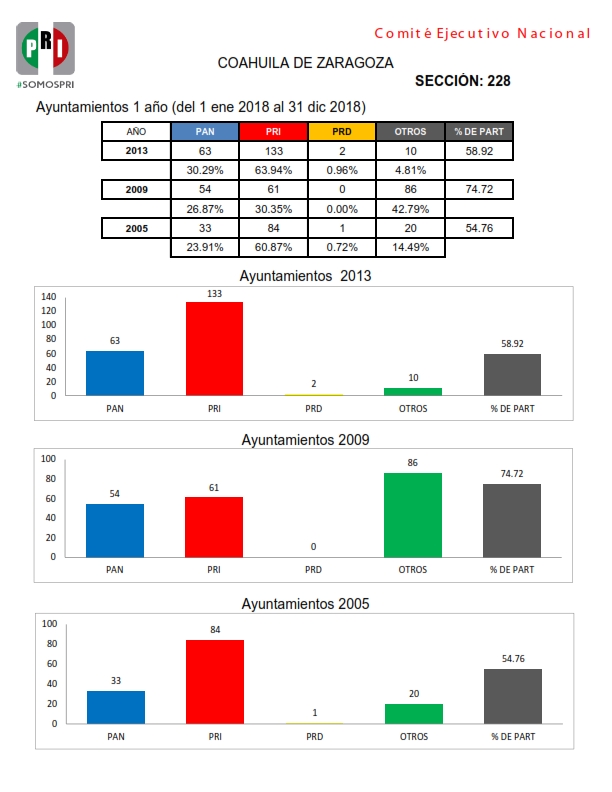 Comité Ejecutivo Nacional
PRI
#SOMOSPRI
COAHUILA DE ZARAGOZA
SECCIÓN: 228
Ayuntamientos 1 año (del 1 ene 2018 al 31 dic 2018)
AÑO PAN PRI PRD OTROS % DE PART
2013 63 133 2 10 58.92
30.29% 63.94% 0.96% 4.81%
2009 54 61 0 86 74.72
26.87% 30.35% 0.00% 42.79%
2005 33 84 1 20 54.76
23.91% 60.87% 0.72% 14.49%
Ayuntamientos 2013
140
120
100
80
60
40
20
0
63 133 2 10 58.92
PAN PRI PRD OTROS % DE PART
Ayuntamientos 2009
100
80
60
40
20
0
54 61 0 86 74.72
PAN PRI PRD OTROS % DE PART
Ayuntamientos 2005
100
80
60
40
20
0
33 84 1 20 54.76
PAN PRI PRD OTROS % DE PART